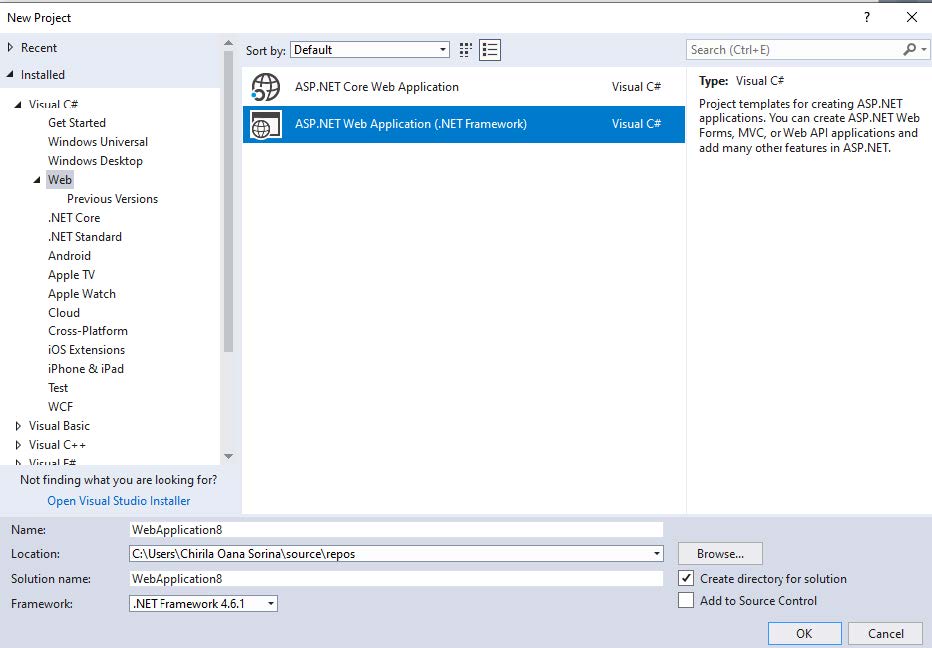 New Project
?
Recent
Installed
Visual C#
Get Started
Windows Universal
Windows Desktop
Web
Previous Versions
.NET Core
.NET Standard
Android
Apple TV
Apple Watch
Cloud
Cross-Platform
iOS Extensions
iPhone & iPad
Test
WCF
Visual Basic
Visual C++
Visual F#
Not finding what you are looking for?
Open Visual Studio Installer
Sort by: Default
ASP.NET Core Web Application Visual C#
ASP.NET Web Application (.NET Framework) Visual C#
Search (Ctrl+E)
Type: Visual C#
Project templates for creating ASP.NET
applications. You can create ASP.NET Web
Forms, MVC, or Web API applications and
add many other features in ASP.NET.
Name: WebApplication8
Location: C:\Users\Chirila Oana Sorina\source\repos
Browse...
Solution name: WebApplication8
Create directory for solution
Framework: .NET Framework 4.6.1
Add to Source Control
OK Cancel